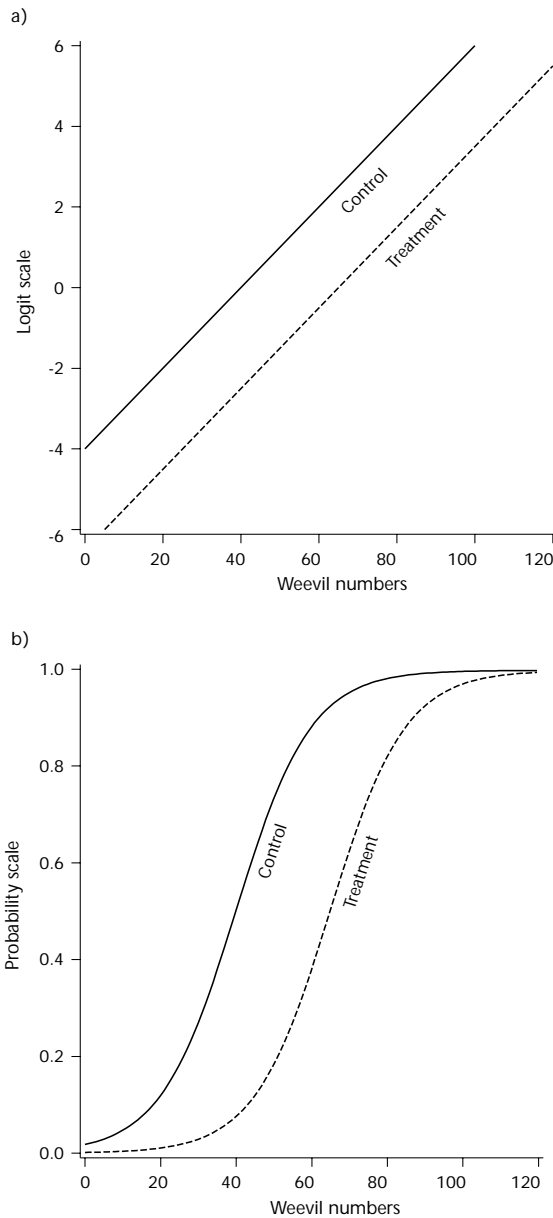 a)
6
4
2
0
-2
-4
-6
Logit scale
Control
Treatment
0 20 40 60 80 100 120
Weevil numbers
b)
1.0
0.8
0.6
0.4
0.2
0.0
Probability scale
Control
Treatment
0 20 40 60 80 100 120
Weevil numbers